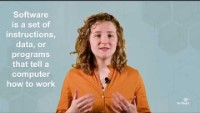 Software
is a set of
instructions,
data, or
programs
that tell a
computer
how to work